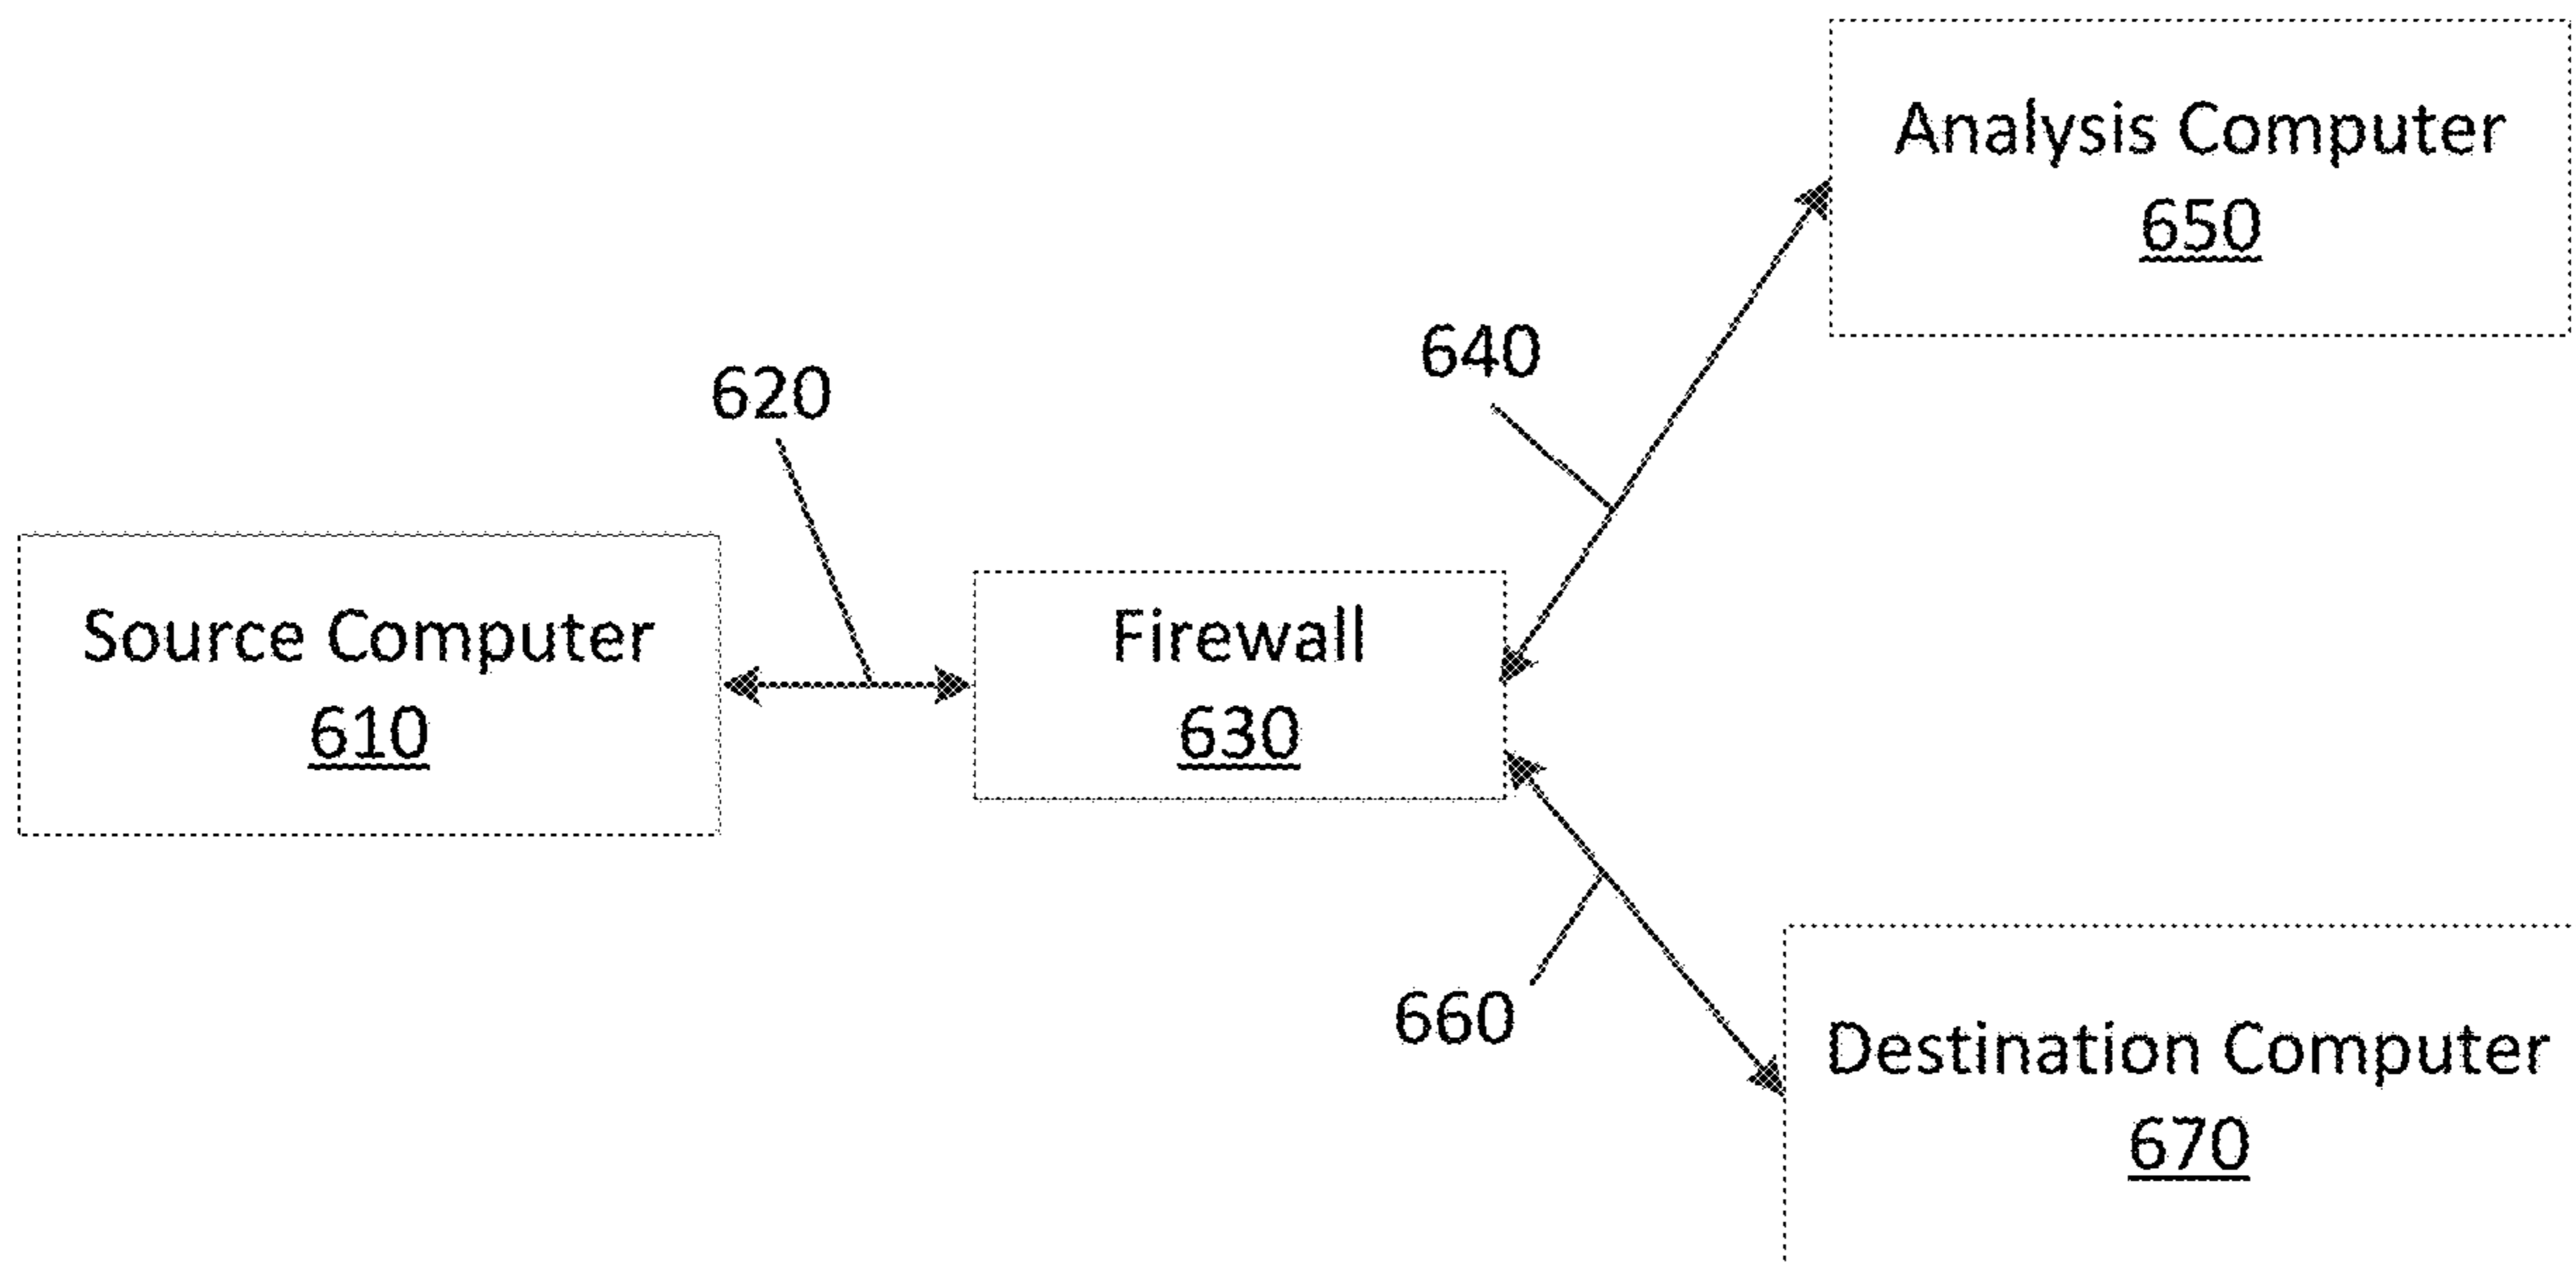 Analysis Computer
650
640
620
Source Computer
610
Firewall
630
660
Destination Computer
670